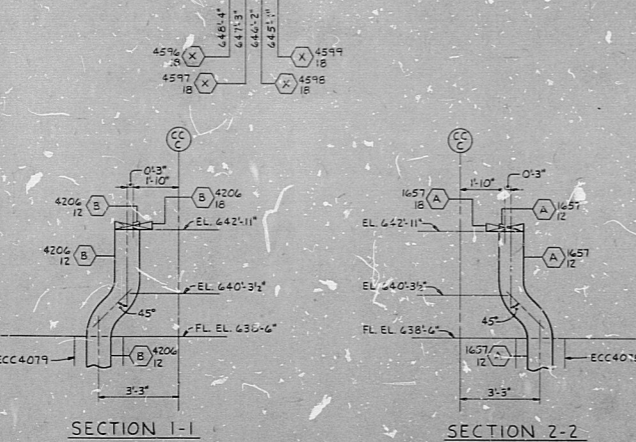 648'-4"
647'-3"
646'-2"
645'-1"
4596
18
X
X
4599
18
4597
18
X
X
4598
18
CC
C
0'-3"
1'-10"
4206
12
B
B
4206
18
EL. 642'-11"
4206
12
B
EL. 640'-3½"
45°
FL. EL. 638'-6"
ECC4079
B
4206
12
3'-3"
SECTION 1-1
CC
C
1'-10"
0'-3"
1657
18
A
A
1657
12
EL. 642'-11"
A
1657
12
EL. 640'-3½"
45°
FL. EL. 638'-6"
1657
12
A
3'-3"
SECTION 2-2